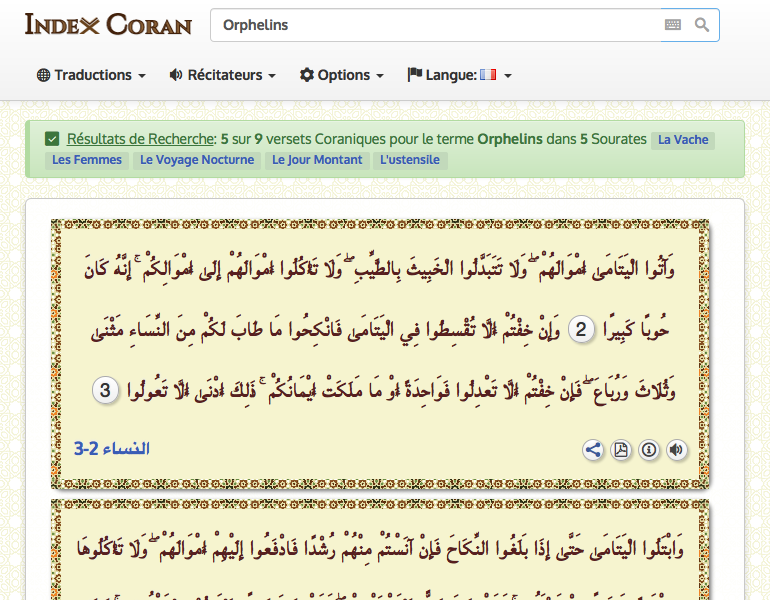 INDEX CORAN
Orphelins
Traductions Récitateurs Options Langue:
Résultats de Recherche: 5 sur 9 versets Coraniques pour le terme Orphelins dans 5 Sourates La Vache
Les Femmes Le Voyage Nocturne Le Jour Montant L'ustensile
وَآتُوا الْيَتَامَىٰ أَمْوَالَهُمْ ۖ وَلَا تَتَبَدَّلُوا الْخَبِيثَ بِالطَّيِّبِ ۖ وَلَا تَأْكُلُوا أَمْوَالَهُمْ إِلَىٰ أَمْوَالِكُمْ ۚ إِنَّهُ كَانَ
حُوبًا كَبِيرًا 2 وَإِنْ خِفْتُمْ أَلَّا تُقْسِطُوا فِي الْيَتَامَىٰ فَانْكِحُوا مَا طَابَ لَكُمْ مِنَ النِّسَاءِ مَثْنَىٰ
وَثُلَاثَ وَرُبَاعَ ۖ فَإِنْ خِفْتُمْ أَلَّا تَعْدِلُوا فَوَاحِدَةً أَوْ مَا مَلَكَتْ أَيْمَانُكُمْ ۚ ذَٰلِكَ أَدْنَىٰ أَلَّا تَعُولُوا 3
النساء 2-3
وَابْتَلُوا الْيَتَامَىٰ حَتَّىٰ إِذَا بَلَغُوا النِّكَاحَ فَإِنْ آنَسْتُمْ مِنْهُمْ رُشْدًا فَادْفَعُوا إِلَيْهِمْ أَمْوَالَهُمْ ۖ وَلَا تَأْكُلُوهَا